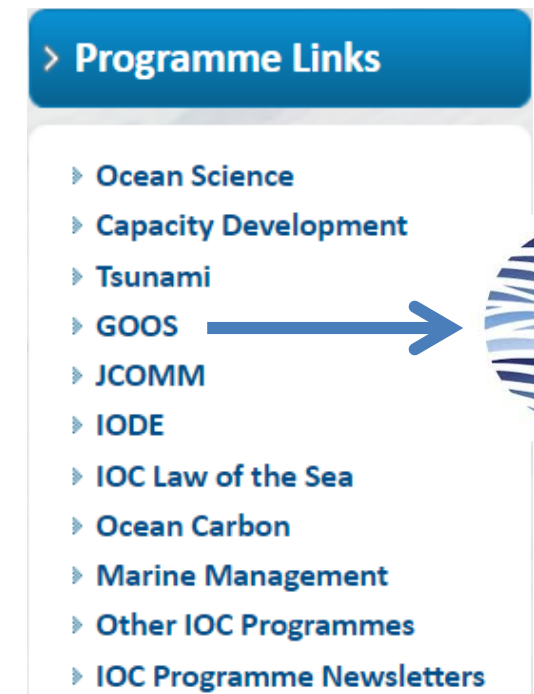 Programme Links
Ocean Science
Capacity Development
Tsunami
GOOS
JCOMM
IODE
IOC Law of the Sea
Ocean Carbon
Marine Management
Other IOC Programmes
IOC Programme Newsletters